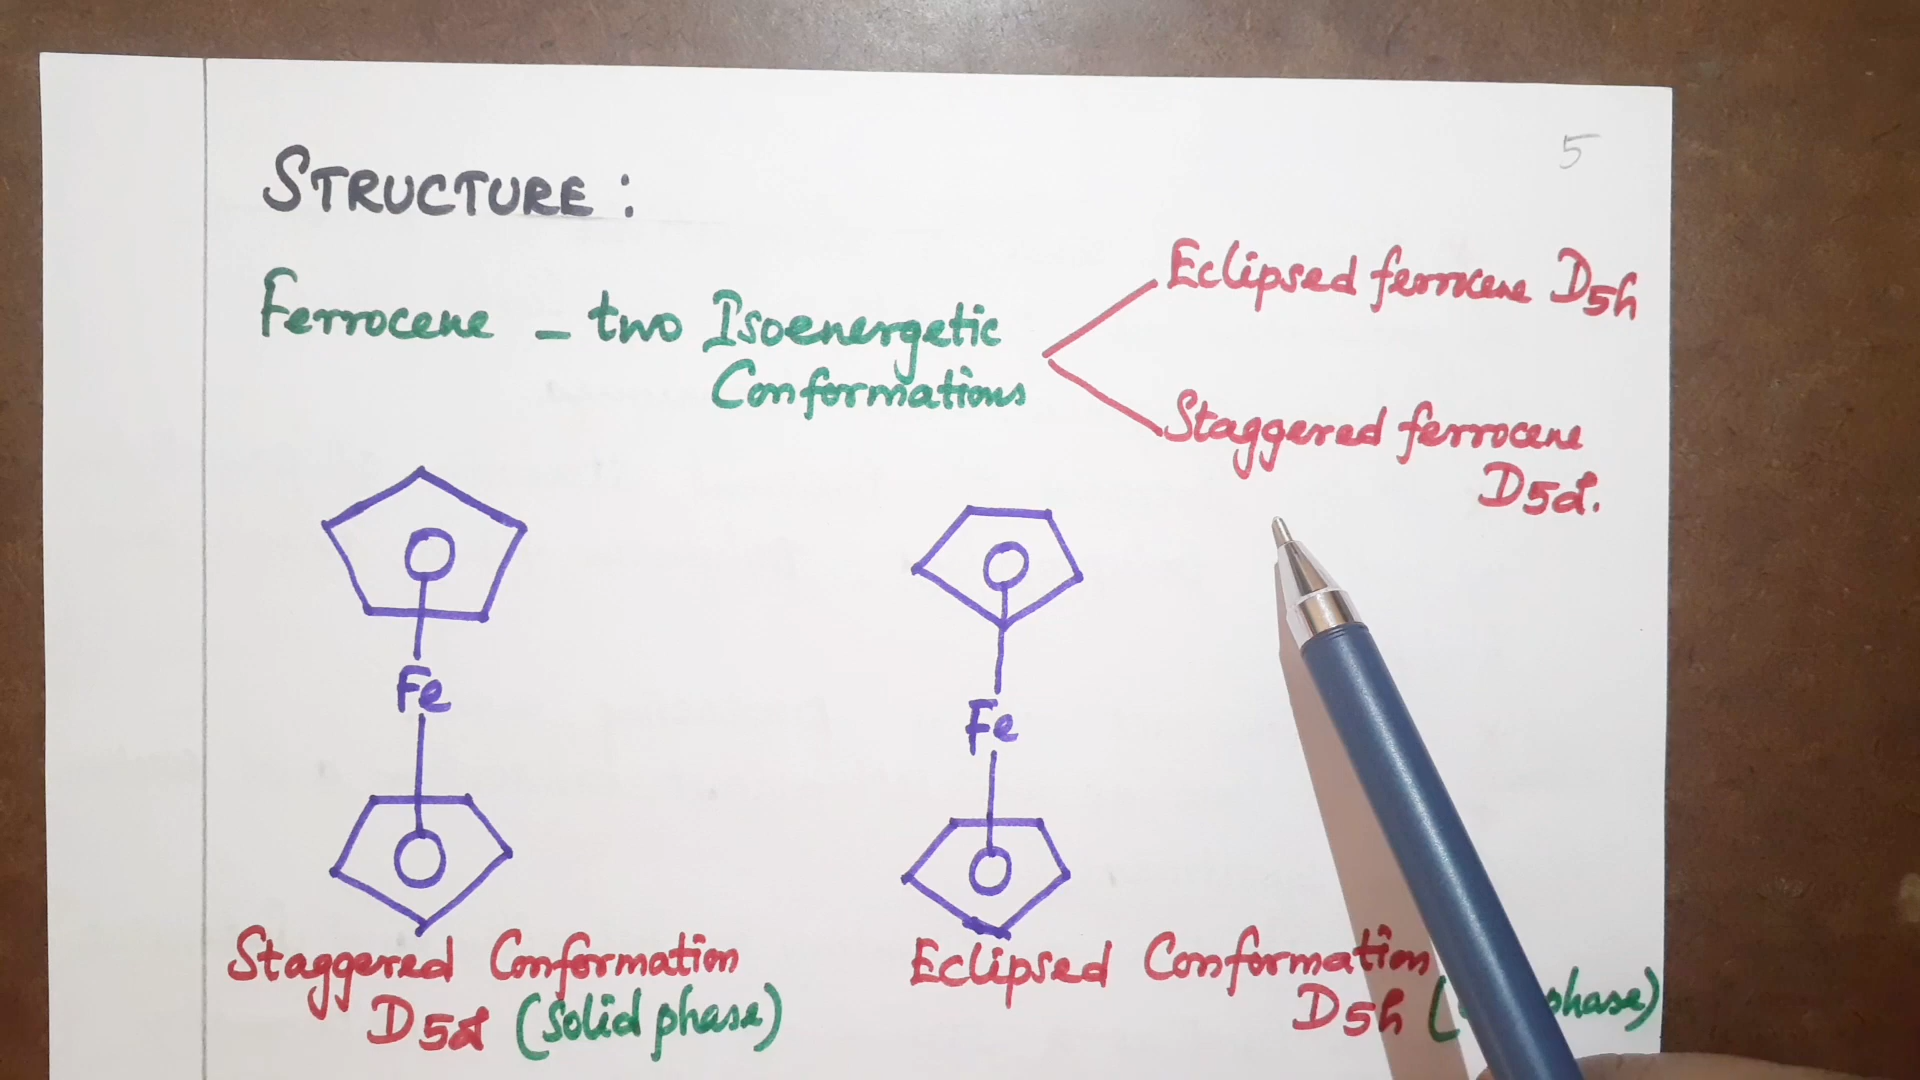 5
STRUCTURE :
Ferrocene - two Isoenergetic
Conformations
Eclipsed ferrocene D5h
Staggered ferrocene
D5d.
Fe
Fe
Staggered Conformation
D5d (solid phase)
Eclipsed Conformation
D5h ( phase)